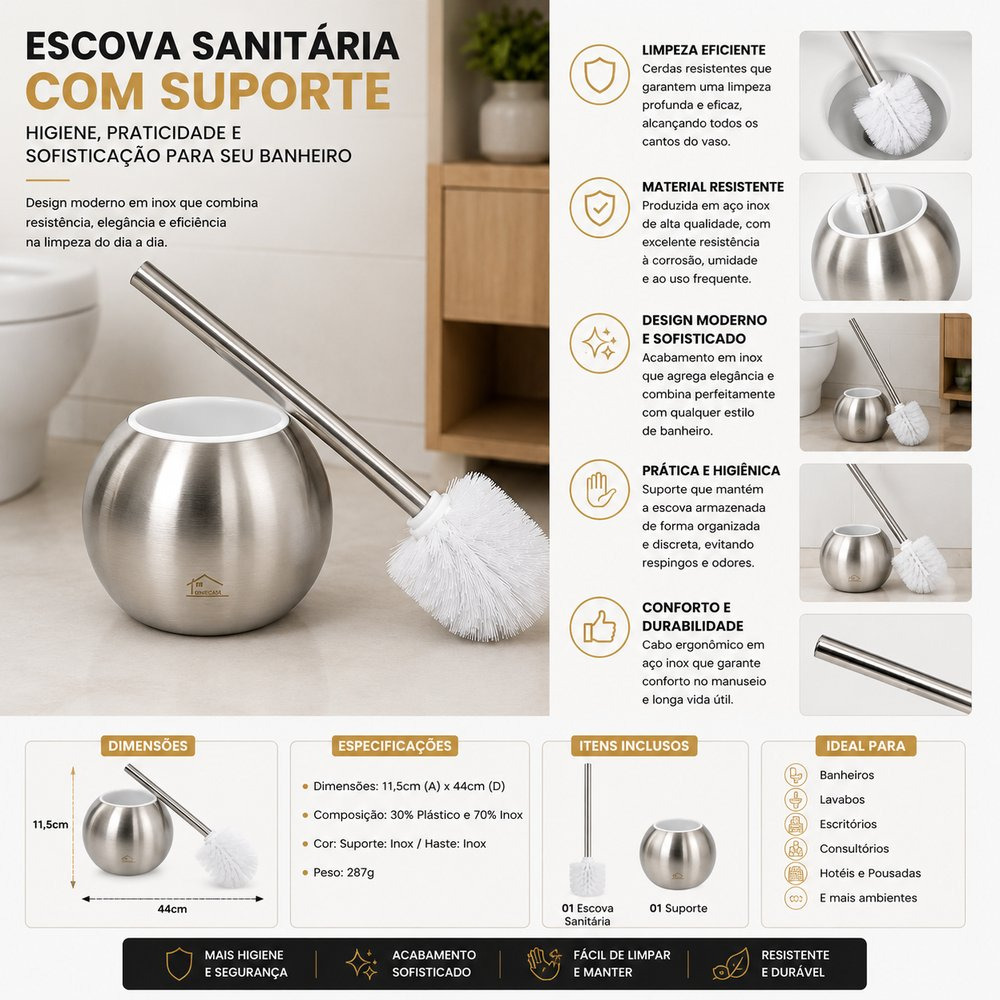 ESCOVA SANITÁRIA
COM SUPORTE
HIGIENE, PRATICIDADE E
SOFISTICAÇÃO PARA SEU BANHEIRO
Design moderno em inox que combina
resistência, elegância e eficiência
na limpeza do dia a dia.
LIMPEZA EFICIENTE
Cerdas resistentes que
garantem uma limpeza
profunda e eficaz,
alcançando todos os
cantos do vaso.
MATERIAL RESISTENTE
Produzida em aço inox
de alta qualidade, com
excelente resistência
à corrosão, umidade
e ao uso frequente.
DESIGN MODERNO
E SOFISTICADO
Acabamento em inox
que agrega elegância e
combina perfeitamente
com qualquer estilo
de banheiro.
PRÁTICA E HIGIÊNICA
Suporte que mantém
a escova armazenada
de forma organizada
e discreta, evitando
respingos e odores.
CONFORTO E
DURABILIDADE
Cabo ergonômico em
aço inox que garante
conforto no manuseio
e longa vida útil.
DIMENSÕES
11,5cm
44cm
ESPECIFICAÇÕES
• Dimensões: 11,5cm (A) x 44cm (D)
• Composição: 30% Plástico e 70% Inox
• Cor: Suporte: Inox / Haste: Inox
• Peso: 287g
ITENS INCLUSOS
01 Escova
Sanitária
01 Suporte
IDEAL PARA
Banheiros
Lavabos
Escritórios
Consultórios
Hotéis e Pousadas
E mais ambientes
MAIS HIGIENE
E SEGURANÇA
ACABAMENTO
SOFISTICADO
FÁCIL DE LIMPAR
E MANTER
RESISTENTE
E DURÁVEL